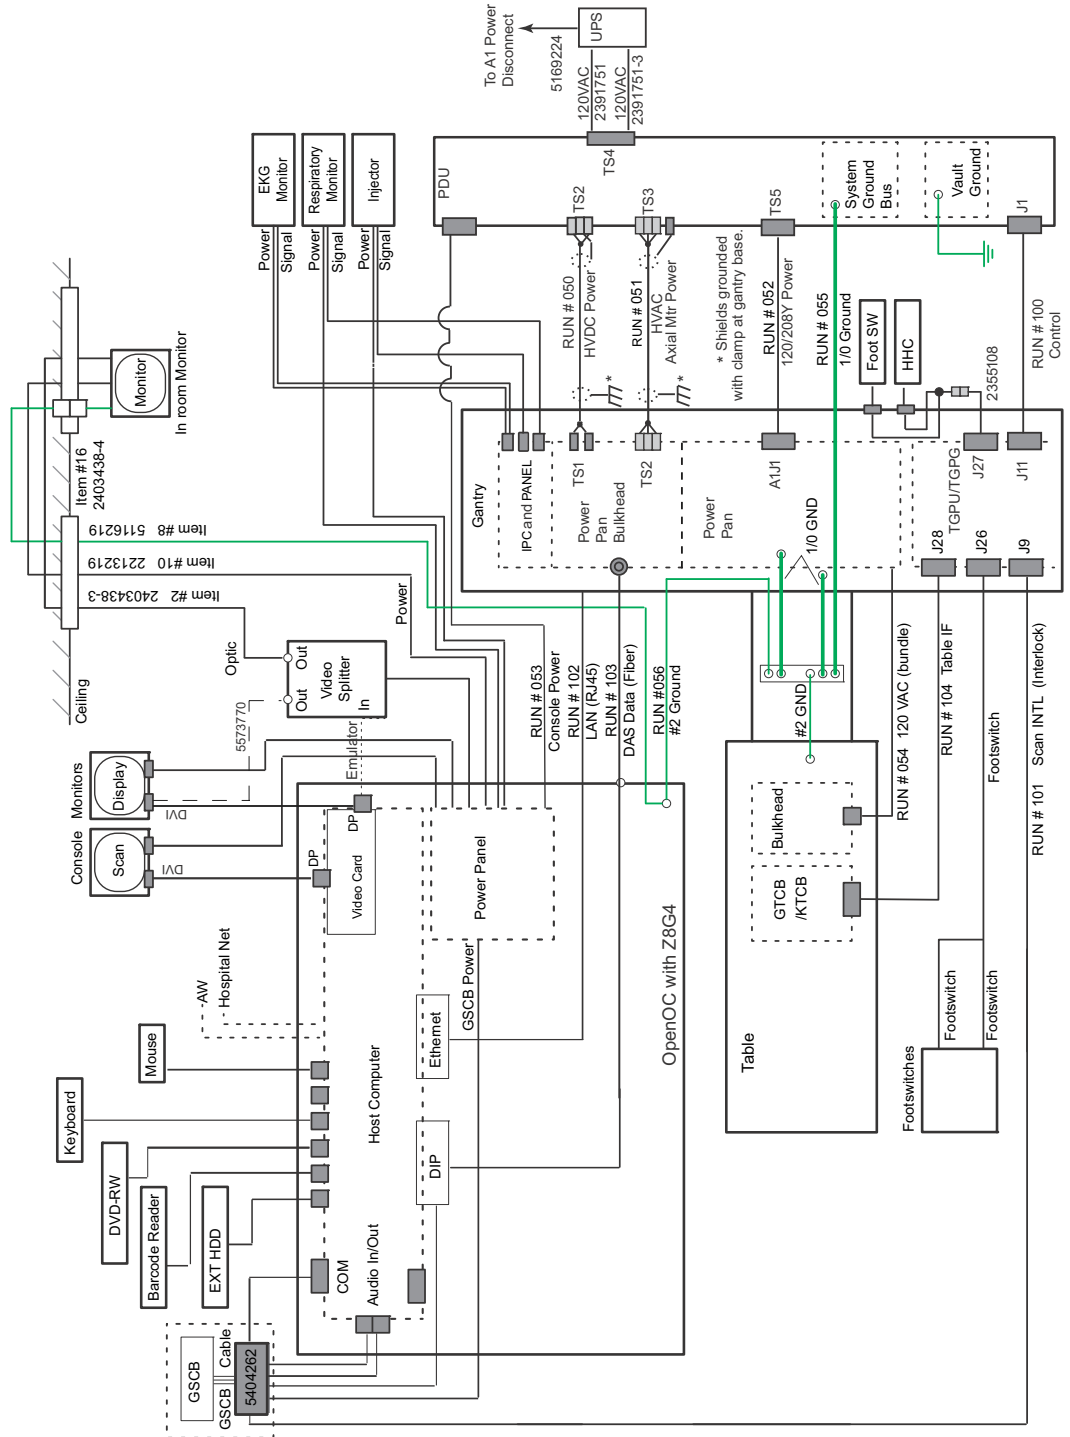 To A1 Power
Disconnect
5169224
UPS
120VAC
2391751
120VAC
2391751-3
TS4
PDU
TS2
TS3
TS5
System
Ground
Bus
Vault
Ground
J1
EKG
Monitor
Respiratory
Monitor
Injector
Power
Signal
Power
Signal
Power
Signal
RUN # 050
HVDC Power
RUN # 051
HVAC
Axial Mtr Power
* Shields grounded
with clamp at gantry base.
RUN # 052
120/208Y Power
RUN # 055
1/0 Ground
Foot SW
HHC
2355108
RUN # 100
Control
*
*
Monitor
In room Monitor
Item #16
2403438-4
Item #8 5116219
Item #10 2213219
Item #2 2403438-3
Ceiling
Gantry
IPC and PANEL
TS1
Power
Pan
Bulkhead
TS2
Power
Pan
A1J1
1/0 GND
TGPU/TGPG
J27
J11
J28
J26
J9
Power
Optic
Out
Out
Video
Splitter
In
5573770
Emulator
RUN # 053
Console Power
RUN # 102
LAN (RJ45)
RUN # 103
DAS Data (Fiber)
RUN #056
#2 Ground
#2 GND
RUN # 054 120 VAC (bundle)
RUN # 104 Table IF
Footswitch
RUN # 101 Scan INTL (Interlock)
Console
Monitors
Display
Scan
DVI
DVI
DP
DP
Video Card
Power Panel
GSCB Power
OpenOC with Z8G4
Bulkhead
GTCB
/KTCB
Table
Footswitch
Footswitch
Footswitches
AW
Hospital Net
Mouse
Keyboard
DVD-RW
Barcode Reader
EXT HDD
Host Computer
Ethernet
DIP
COM
Audio In/Out
GSCB
GSCB Cable
5404262